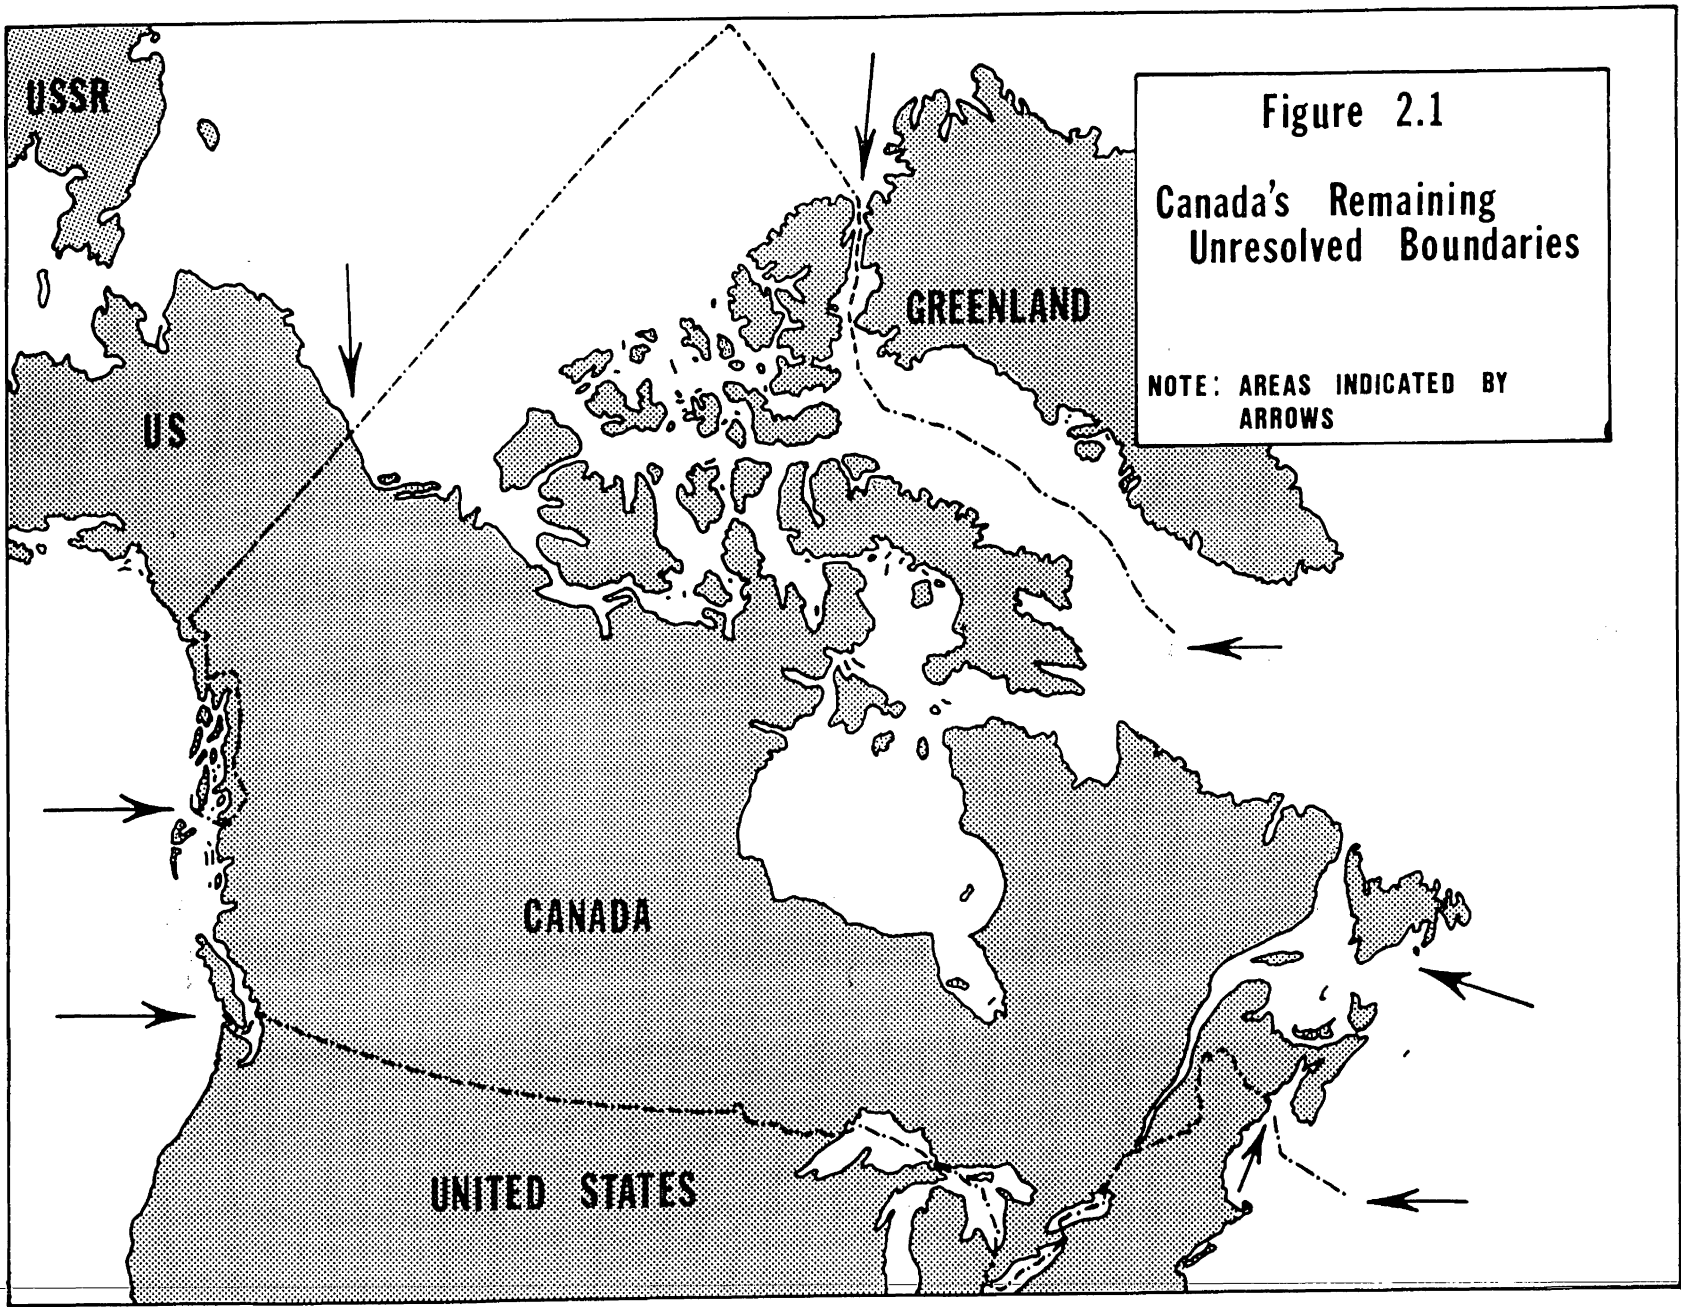 USSR
Figure 2.1
Canada's Remaining
Unresolved Boundaries
GREENLAND
NOTE: AREAS INDICATED BY
ARROWS
US
CANADA
UNITED STATES